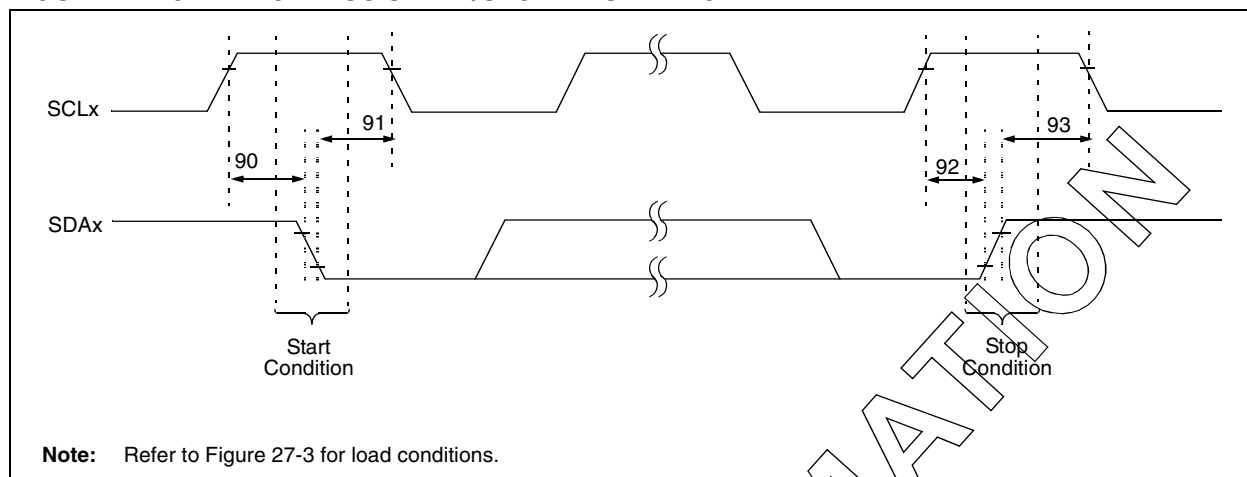 SCLx
91
93
90
92
SDAx
Start
Condition
Stop
Condition
Note: Refer to Figure 27-3 for load conditions.
MATION